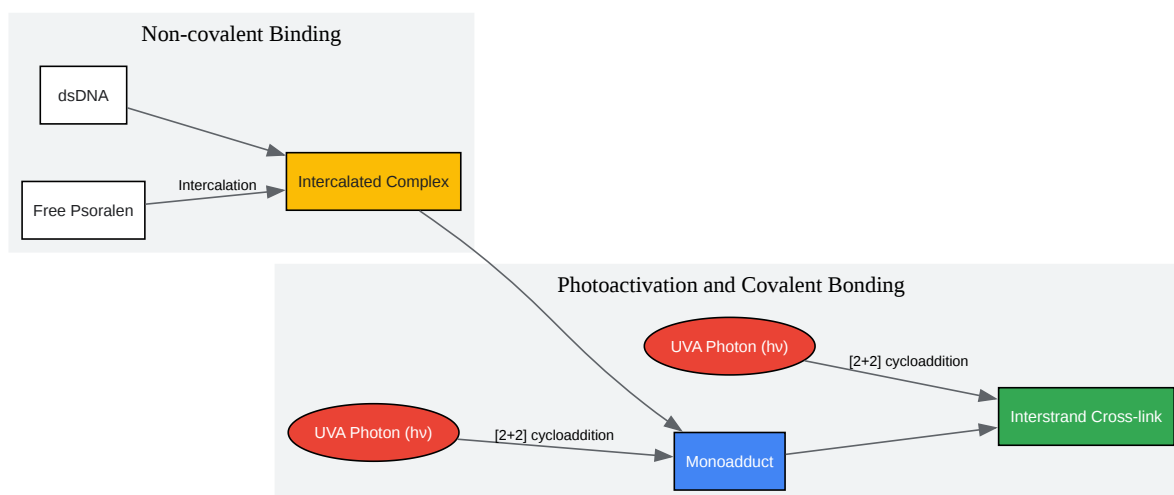 Non-covalent Binding
dsDNA
Intercalated Complex
Intercalation
Free Psoralen
Photoactivation and Covalent Bonding
UVA Photon (hν)
[2+2] cycloaddition
Interstrand Cross-link
UVA Photon (hν)
[2+2] cycloaddition
Monoadduct